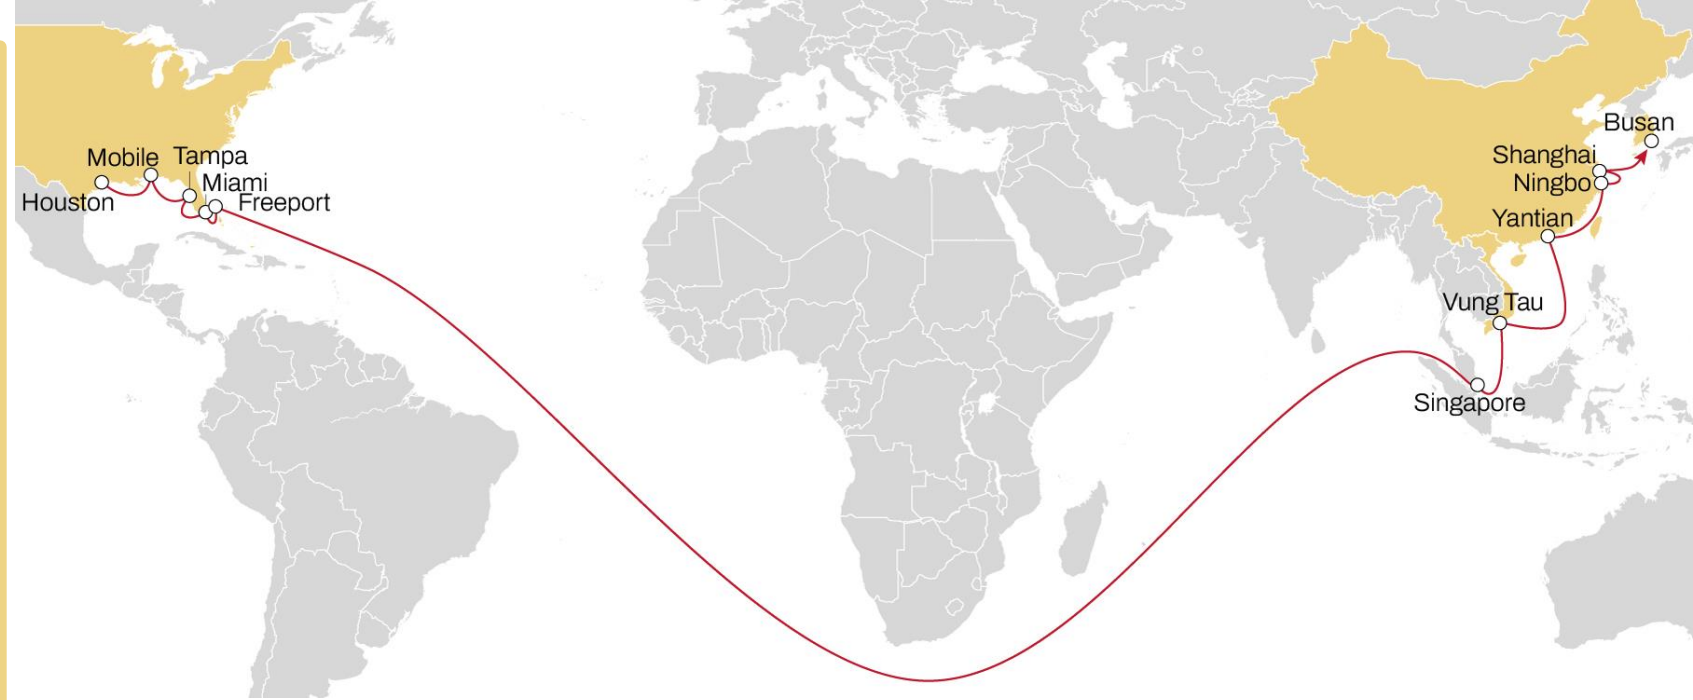 Mobile
Tampa
Miami
Houston
Freeport
Busan
Shanghai
Ningbo
Yantian
Vung Tau
Singapore